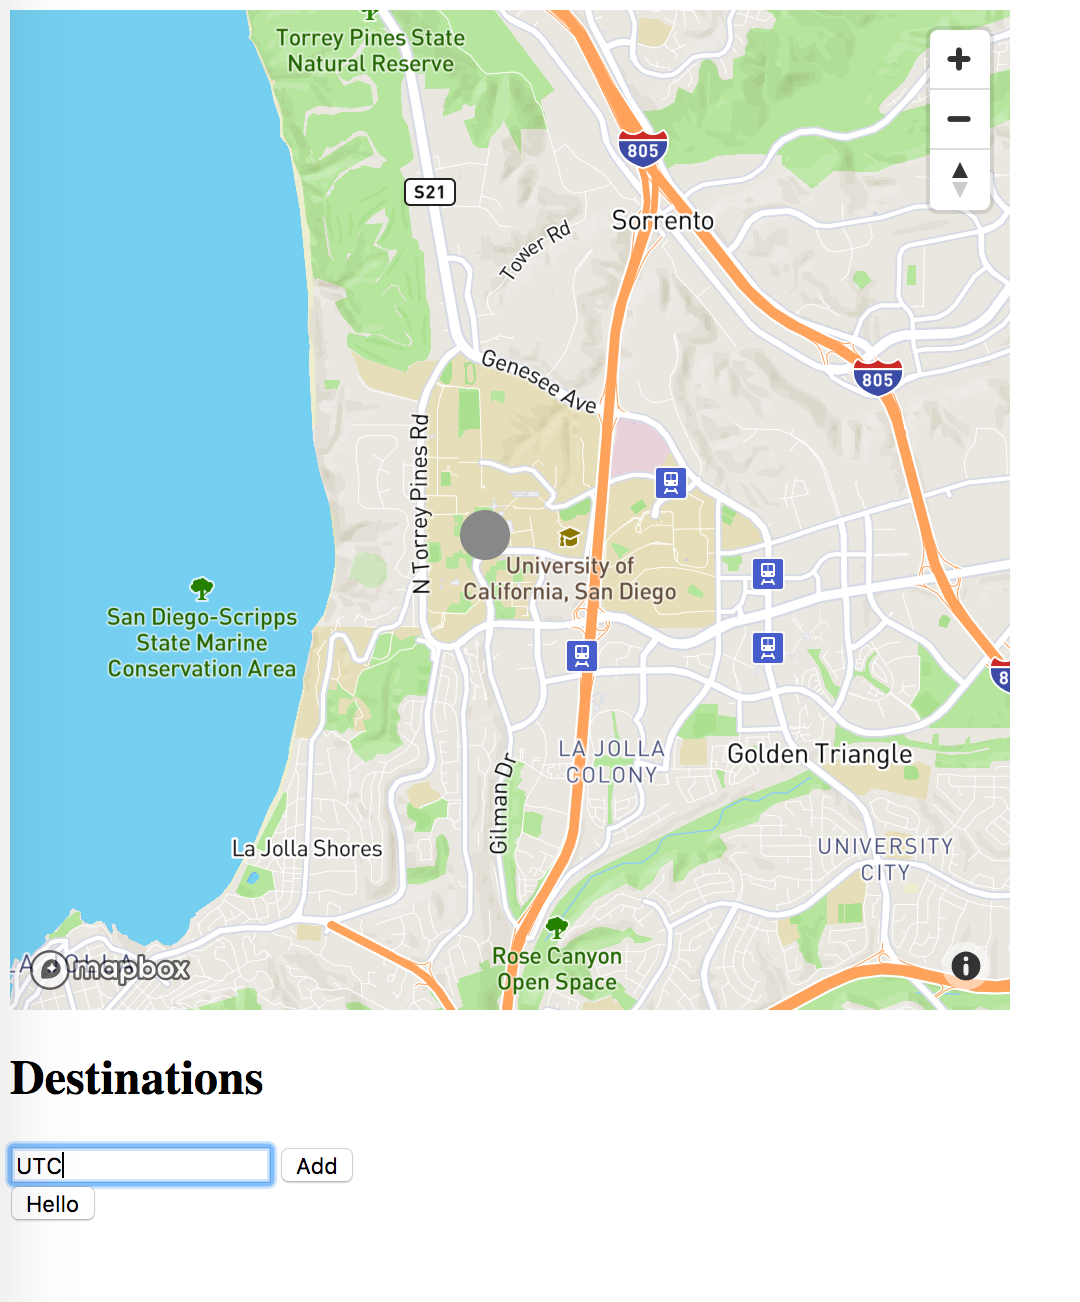 Torrey Pines State
Natural Reserve
805
S21
Sorrento
Tower Rd
Genesee Ave
805
N Torrey Pines Rd
University of
California, San Diego
San Diego-Scripps
State Marine
Conservation Area
8
LA JOLLA
COLONY
Golden Triangle
Gilman Dr
La Jolla Shores
UNIVERSITY
CITY
Rose Canyon
Open Space
mapbox
Destinations
UTC
Add
Hello